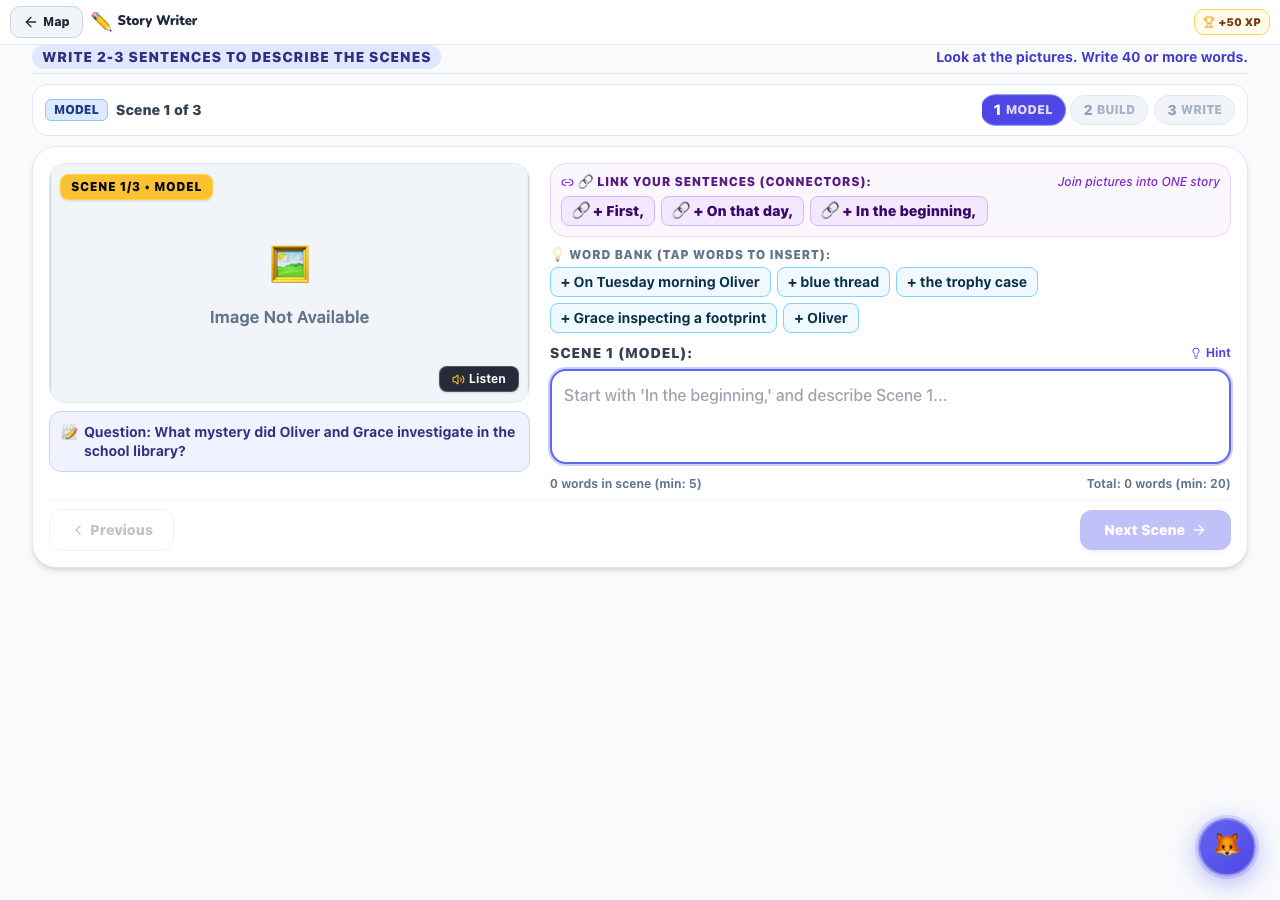 ← Map ✏️ Story Writer
+50 XP
WRITE 2-3 SENTENCES TO DESCRIBE THE SCENES
Look at the pictures. Write 40 or more words.
MODEL Scene 1 of 3
1 MODEL 2 BUILD 3 WRITE
SCENE 1/3 • MODEL
Image Not Available
Listen
Question: What mystery did Oliver and Grace investigate in the
school library?
LINK YOUR SENTENCES (CONNECTORS):
Join pictures into ONE story
+ First, + On that day, + In the beginning,
WORD BANK (TAP WORDS TO INSERT):
+ On Tuesday morning Oliver + blue thread + the trophy case
+ Grace inspecting a footprint + Oliver
SCENE 1 (MODEL):
Hint
Start with 'In the beginning,' and describe Scene 1...
0 words in scene (min: 5)
Total: 0 words (min: 20)
Previous
Next Scene →